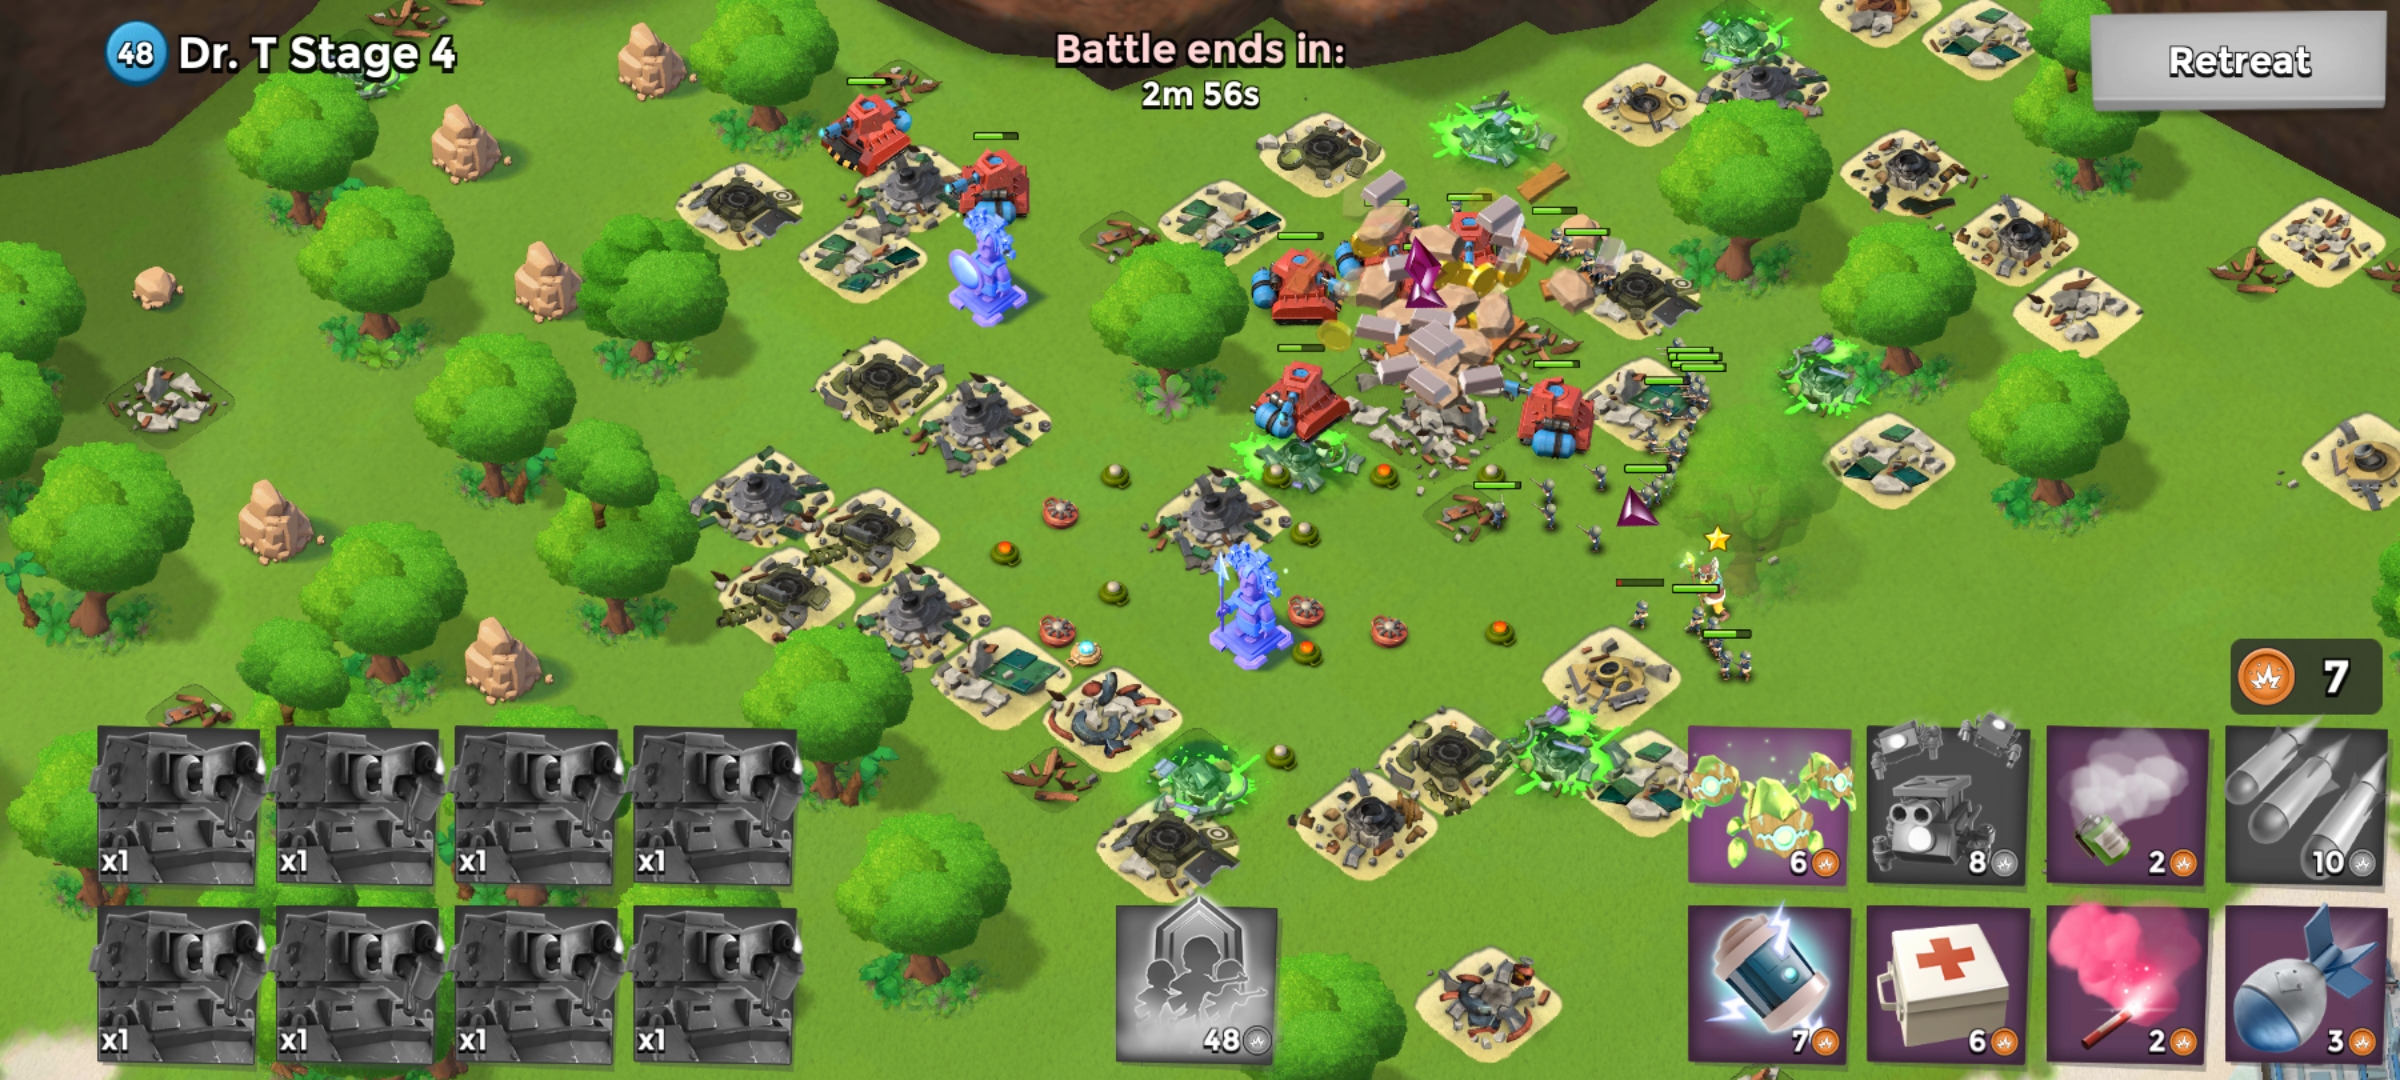 48 Dr. T Stage 4
Battle ends in:
2m 56s
Retreat
7
x1 x1 x1 x1
6 8 2 10
x1 x1 x1 x1
48
7 6 2 3